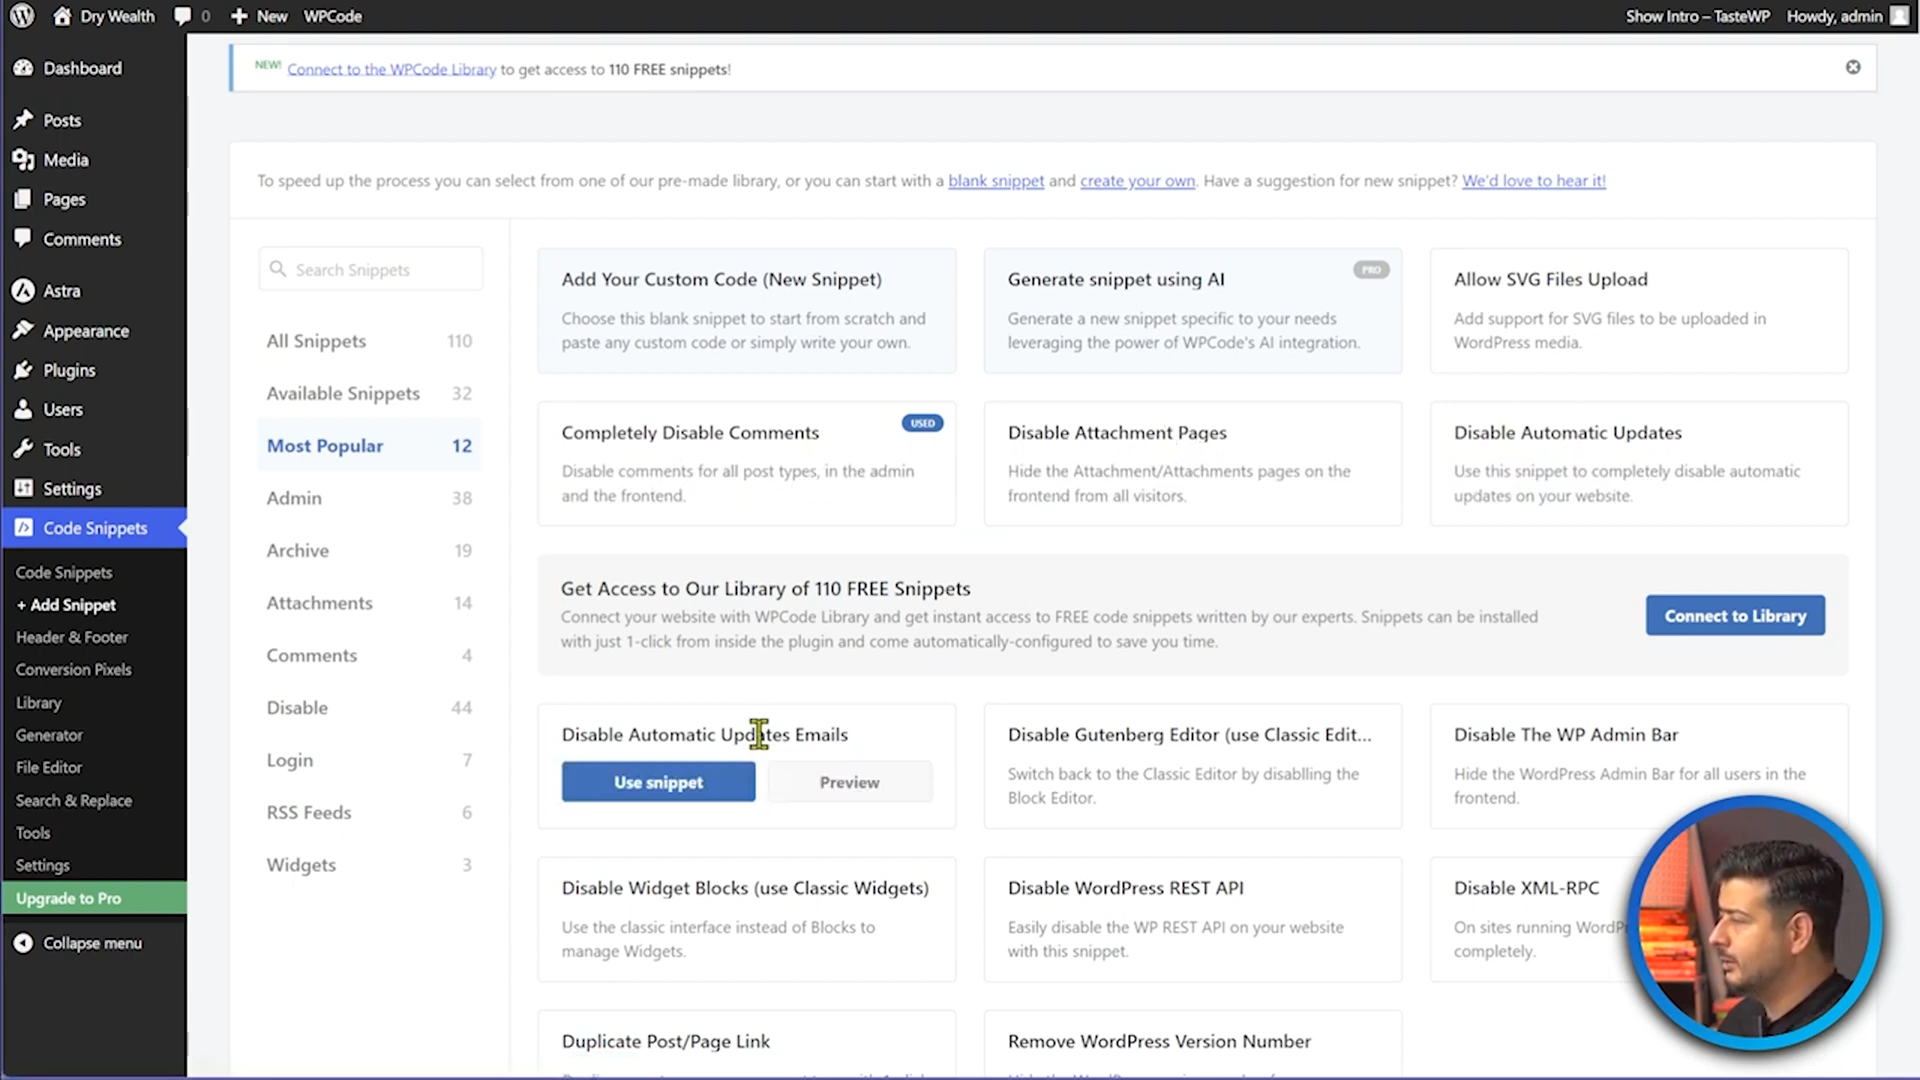 Dry Wealth
0
New
WPCode
Show Intro – TasteWP
Howdy, admin
Dashboard
Posts
Media
Pages
Comments
Astra
Appearance
Plugins
Users
Tools
Settings
Code Snippets
Code Snippets
+ Add Snippet
Header & Footer
Conversion Pixels
Library
Generator
File Editor
Search & Replace
Tools
Settings
Upgrade to Pro
Collapse menu
NEW! Connect to the WPCode Library to get access to 110 FREE snippets!
To speed up the process you can select from one of our pre-made library, or you can start with a blank snippet and create your own. Have a suggestion for new snippet? We'd love to hear it!
Search Snippets
All Snippets 110
Available Snippets 32
Most Popular 12
Admin 38
Archive 19
Attachments 14
Comments 4
Disable 44
Login 7
RSS Feeds 6
Widgets 3
Add Your Custom Code (New Snippet)
Choose this blank snippet to start from scratch and
paste any custom code or simply write your own.
Generate snippet using AI
PRO
Generate a new snippet specific to your needs
leveraging the power of WPCode's AI integration.
Allow SVG Files Upload
Add support for SVG files to be uploaded in
WordPress media.
Completely Disable Comments
USED
Disable comments for all post types, in the admin
and the frontend.
Disable Attachment Pages
Hide the Attachment/Attachments pages on the
frontend from all visitors.
Disable Automatic Updates
Use this snippet to completely disable automatic
updates on your website.
Get Access to Our Library of 110 FREE Snippets
Connect your website with WPCode Library and get instant access to FREE code snippets written by our experts. Snippets can be installed
with just 1-click from inside the plugin and come automatically-configured to save you time.
Connect to Library
Disable Automatic Updates Emails
Use snippet
Preview
Disable Gutenberg Editor (use Classic Edit...
Switch back to the Classic Editor by disablling the
Block Editor.
Disable The WP Admin Bar
Hide the WordPress Admin Bar for all users in the
frontend.
Disable Widget Blocks (use Classic Widgets)
Use the classic interface instead of Blocks to
manage Widgets.
Disable WordPress REST API
Easily disable the WP REST API on your website
with this snippet.
Disable XML-RPC
On sites running
completely.
Duplicate Post/Page Link
Remove WordPress Version Number